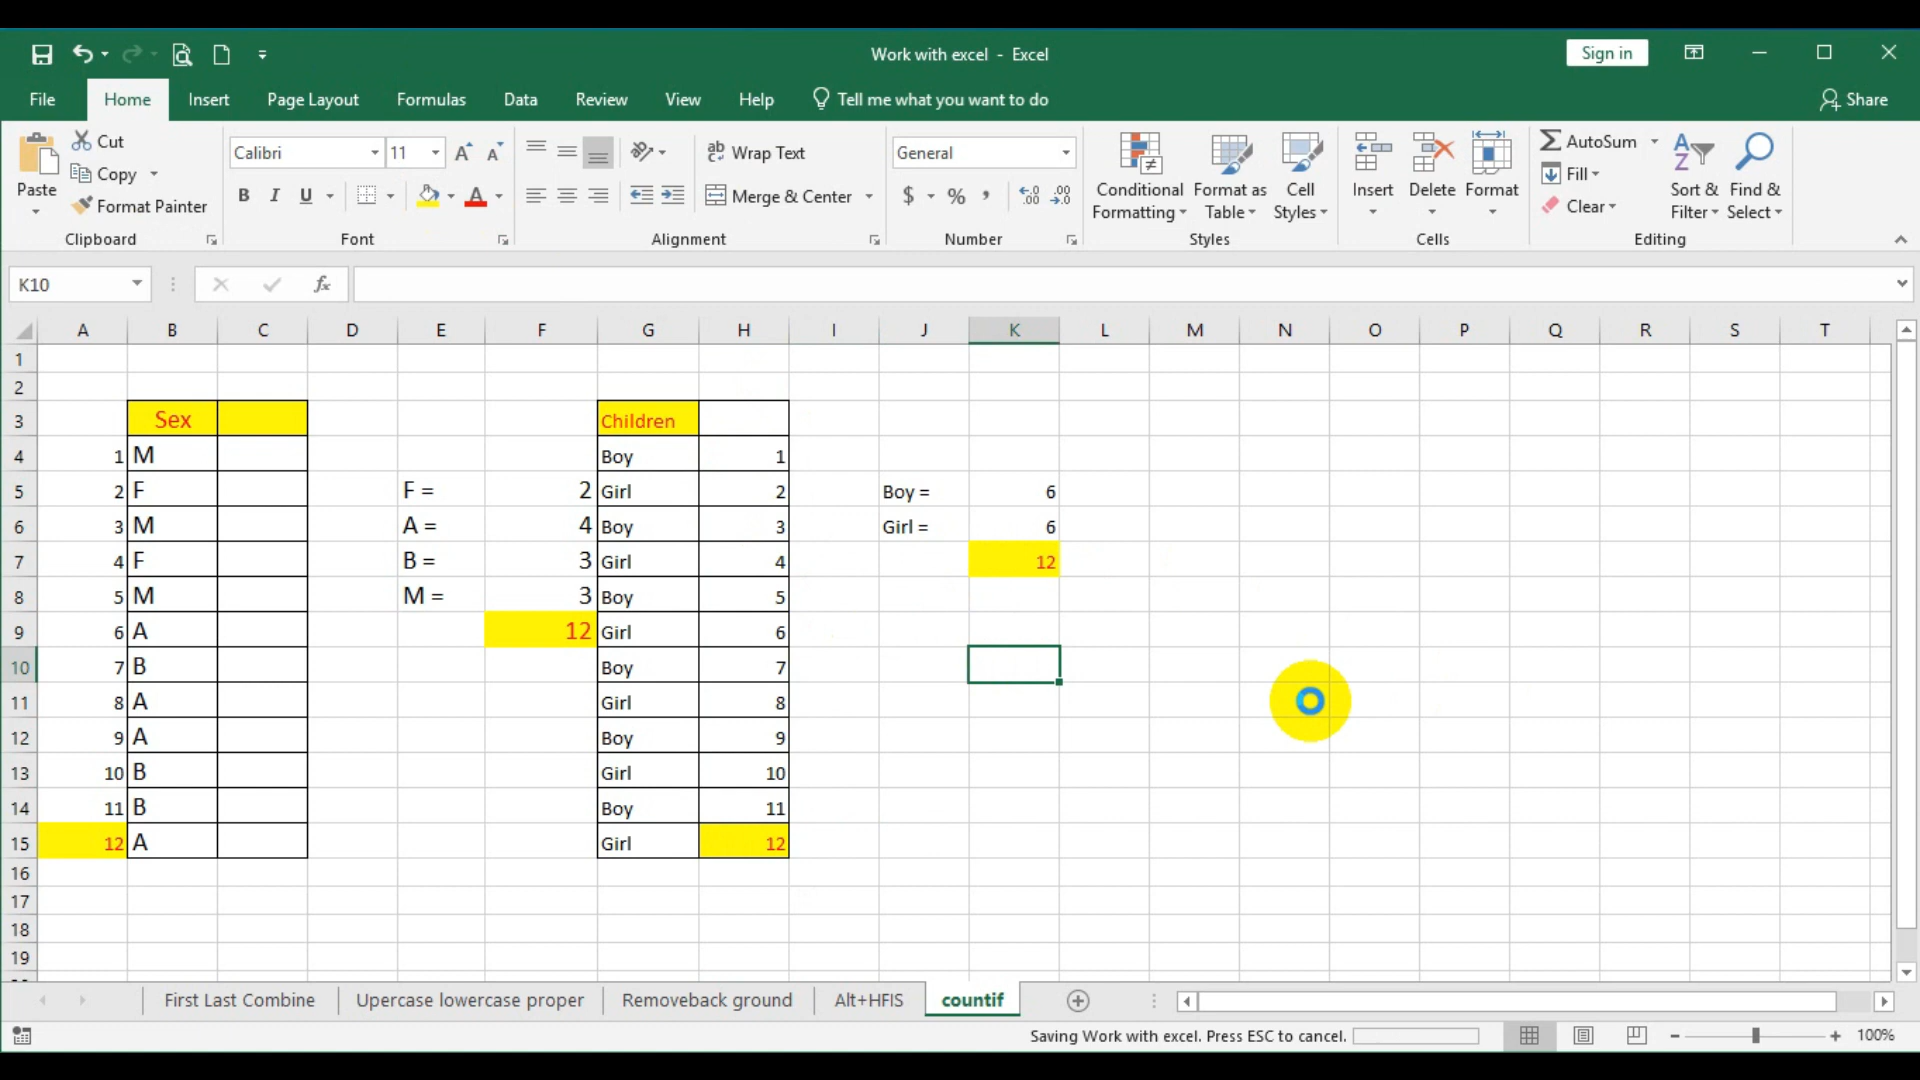 Work with excel - Excel
Sign in
File Home Insert Page Layout Formulas Data Review View Help Tell me what you want to do Share
Paste
Cut
Copy
Format Painter
Clipboard
Calibri 11
B I U A
Font
Wrap Text
Merge & Center
Alignment
General
$ % ,
Number
Conditional Formatting
Format as Table
Cell Styles
Styles
Insert Delete Format
Cells
AutoSum
Fill
Clear
Sort & Filter
Find & Select
Editing
K10 fx
A B C D E F G H I J K L M N O P Q R S T
1
2
3 Sex Children
4 1 M Boy 1
5 2 F F = 2 Girl 2 Boy = 6
6 3 M A = 4 Boy 3 Girl = 6
7 4 F B = 3 Girl 4 12
8 5 M M = 3 Boy 5
9 6 A 12 Girl 6
10 7 B Boy 7
11 8 A Girl 8
12 9 A Boy 9
13 10 B Girl 10
14 11 B Boy 11
15 12 A Girl 12
16
17
18
19
First Last Combine Upercase lowercase proper Removeback ground Alt+HFIS countif
Saving Work with excel. Press ESC to cancel. 100%